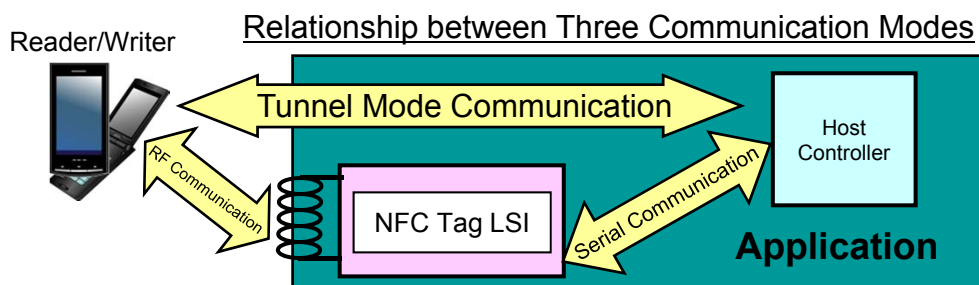 Relationship between Three Communication Modes
Reader/Writer
Tunnel Mode Communication
Host
Controller
RF Communication
NFC Tag LSI
Serial Communication
Application